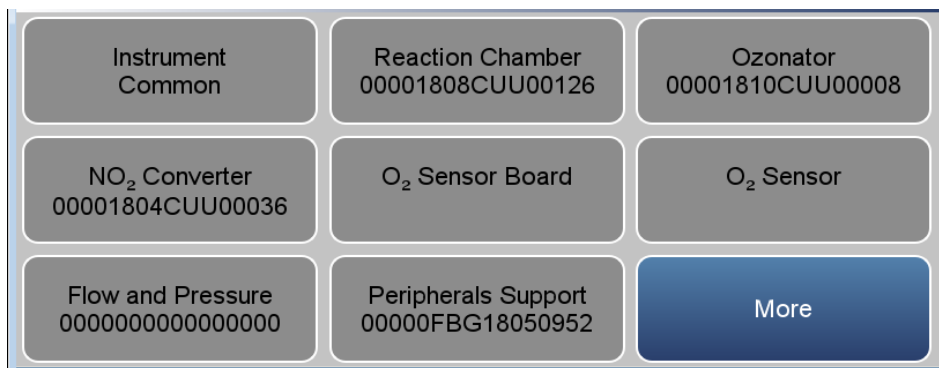 Instrument
Common
Reaction Chamber
00001808CUU00126
Ozonator
00001810CUU00008
NO₂ Converter
00001804CUU00036
O₂ Sensor Board
O₂ Sensor
Flow and Pressure
0000000000000000
Peripherals Support
00000FBG18050952
More